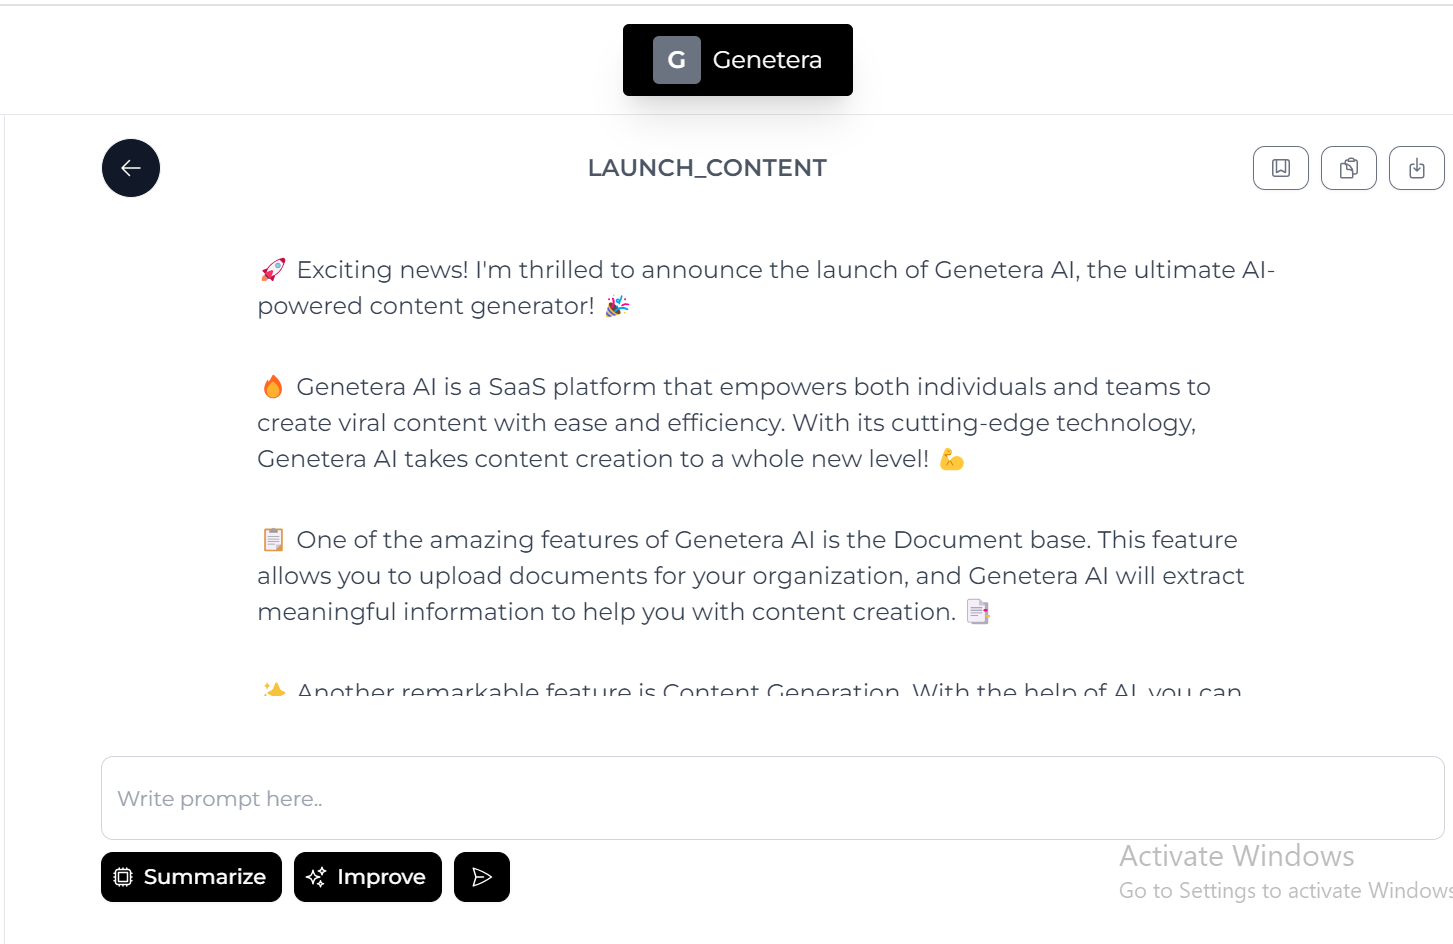 G Genetera
LAUNCH_CONTENT
🚀 Exciting news! I'm thrilled to announce the launch of Genetera AI, the ultimate AI-
powered content generator! 🎉
🔥 Genetera AI is a SaaS platform that empowers both individuals and teams to
create viral content with ease and efficiency. With its cutting-edge technology,
Genetera AI takes content creation to a whole new level! 💪
📋 One of the amazing features of Genetera AI is the Document base. This feature
allows you to upload documents for your organization, and Genetera AI will extract
meaningful information to help you with content creation. 📑
✨ Another remarkable feature is Content Generation. With the help of AI, you can
Write prompt here..
Summarize Improve
Activate Windows
Go to Settings to activate Windows